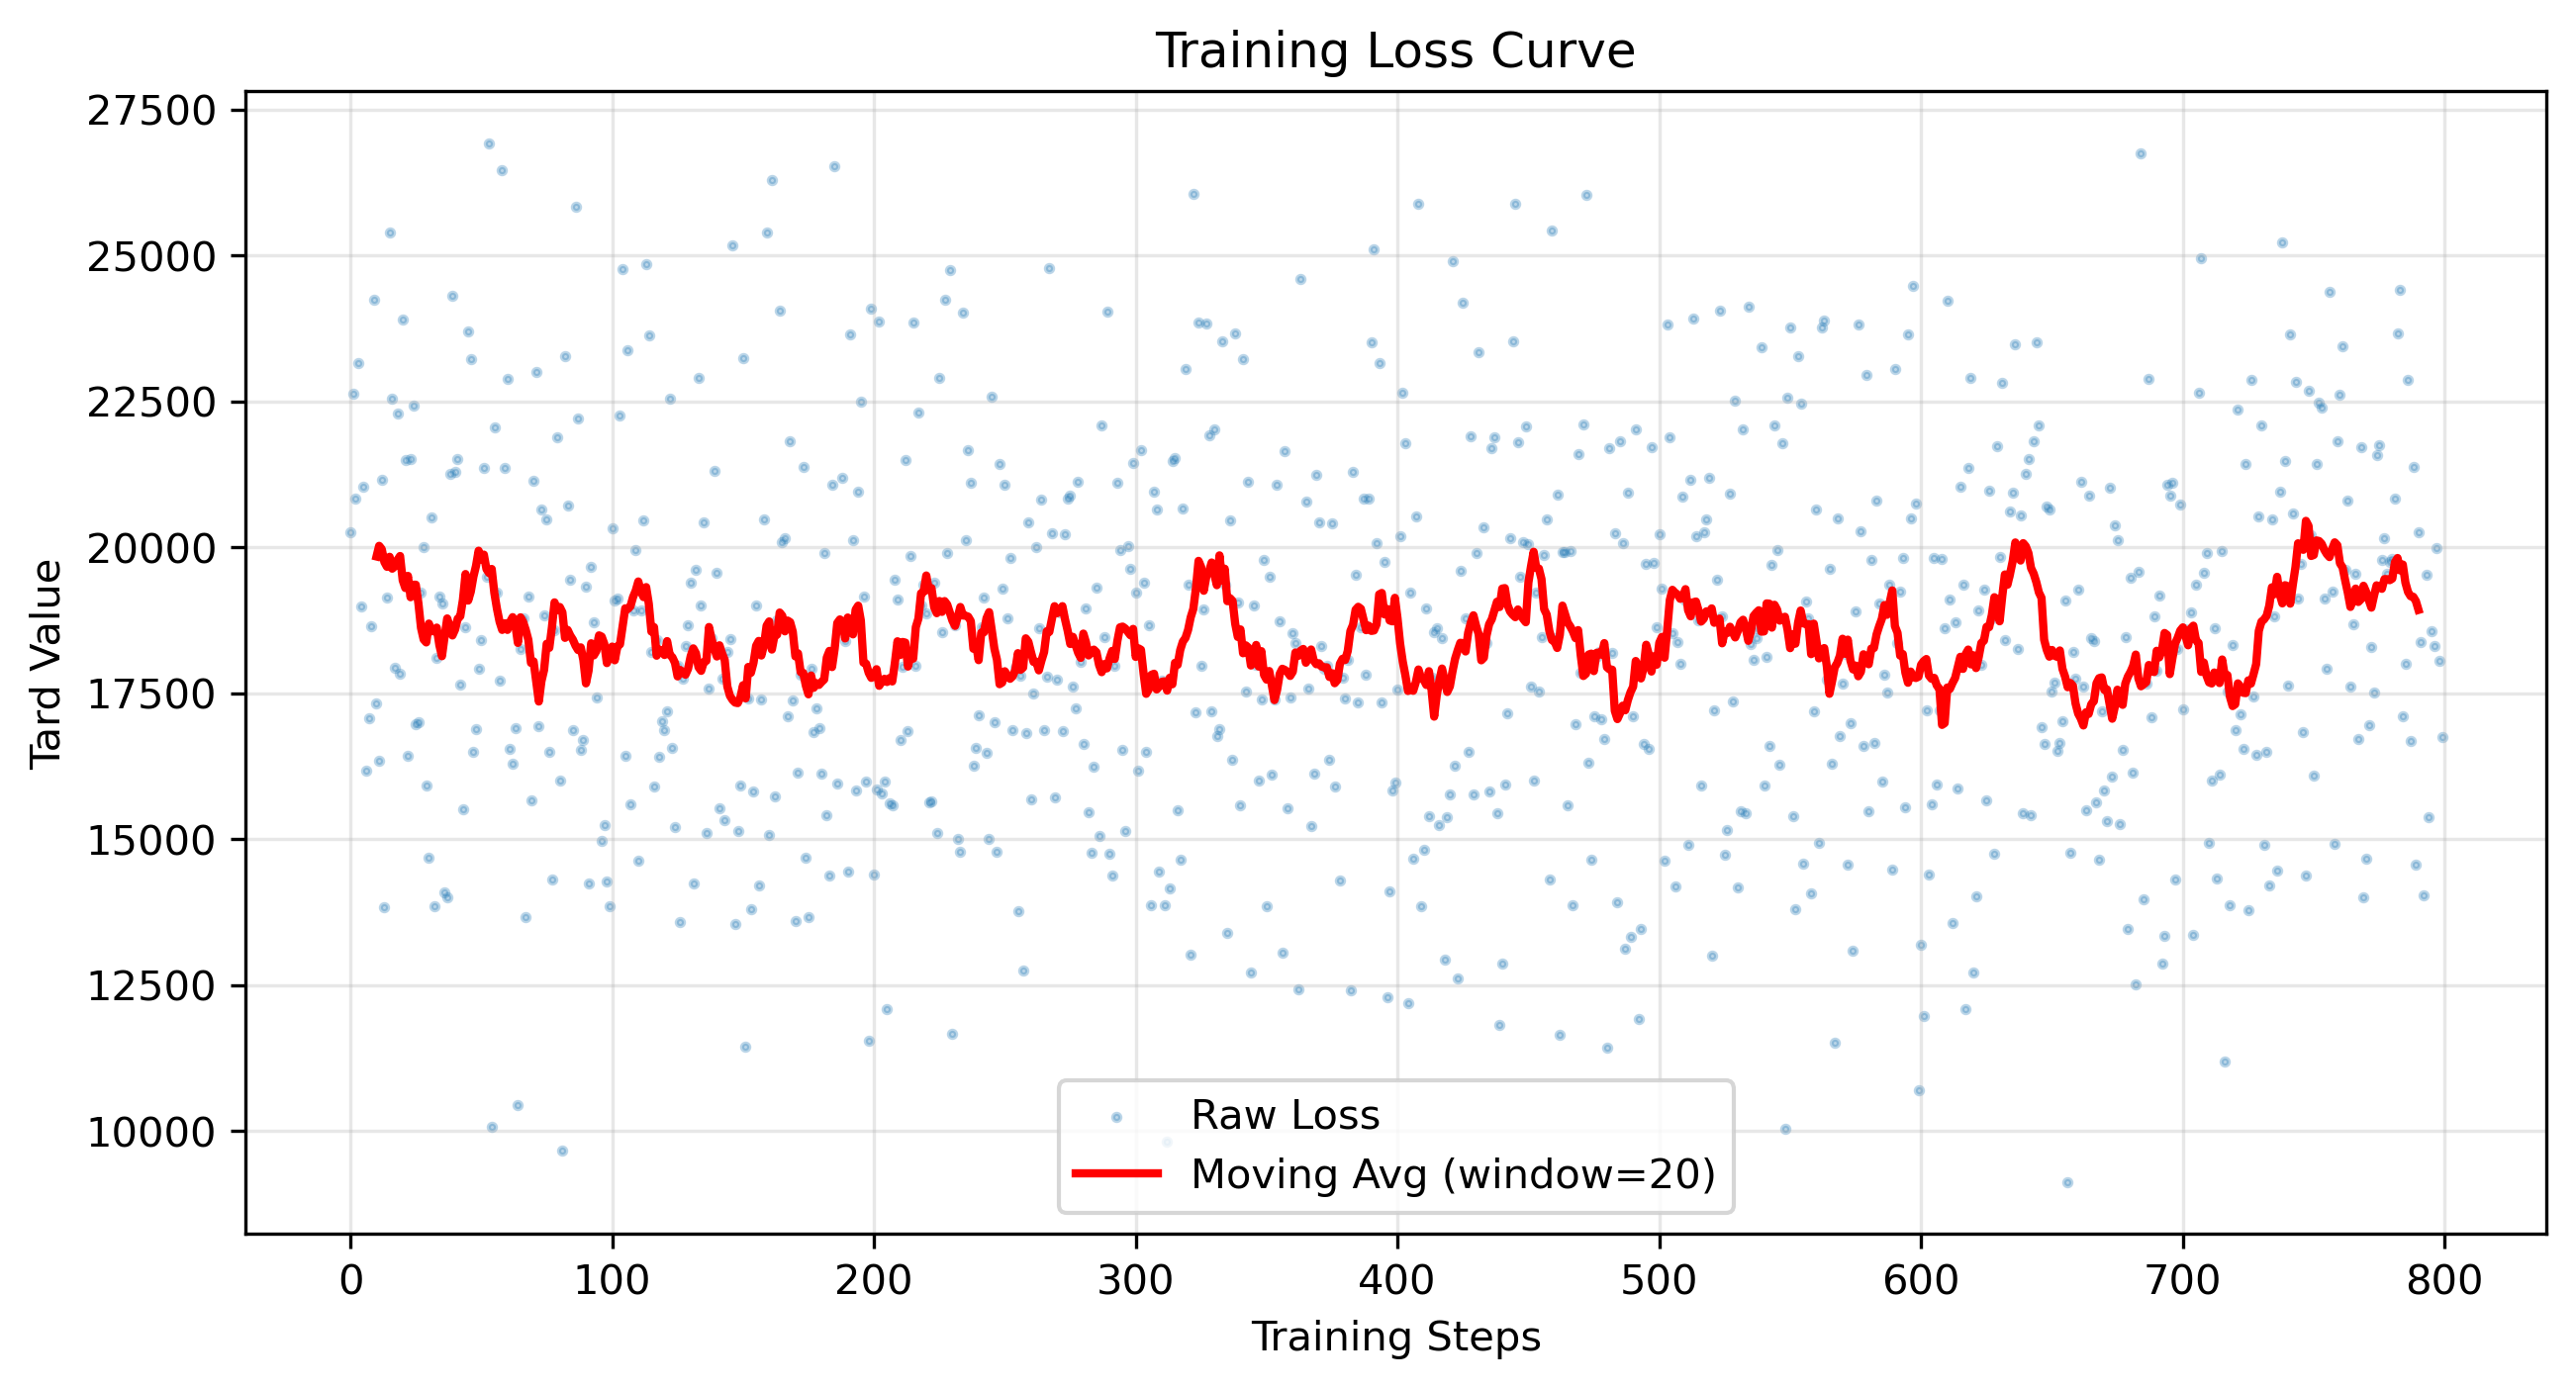 Training Loss Curve
27500
25000
22500
20000
17500
15000
12500
10000
Tard Value
Raw Loss
Moving Avg (window=20)
0 100 200 300 400 500 600 700 800
Training Steps